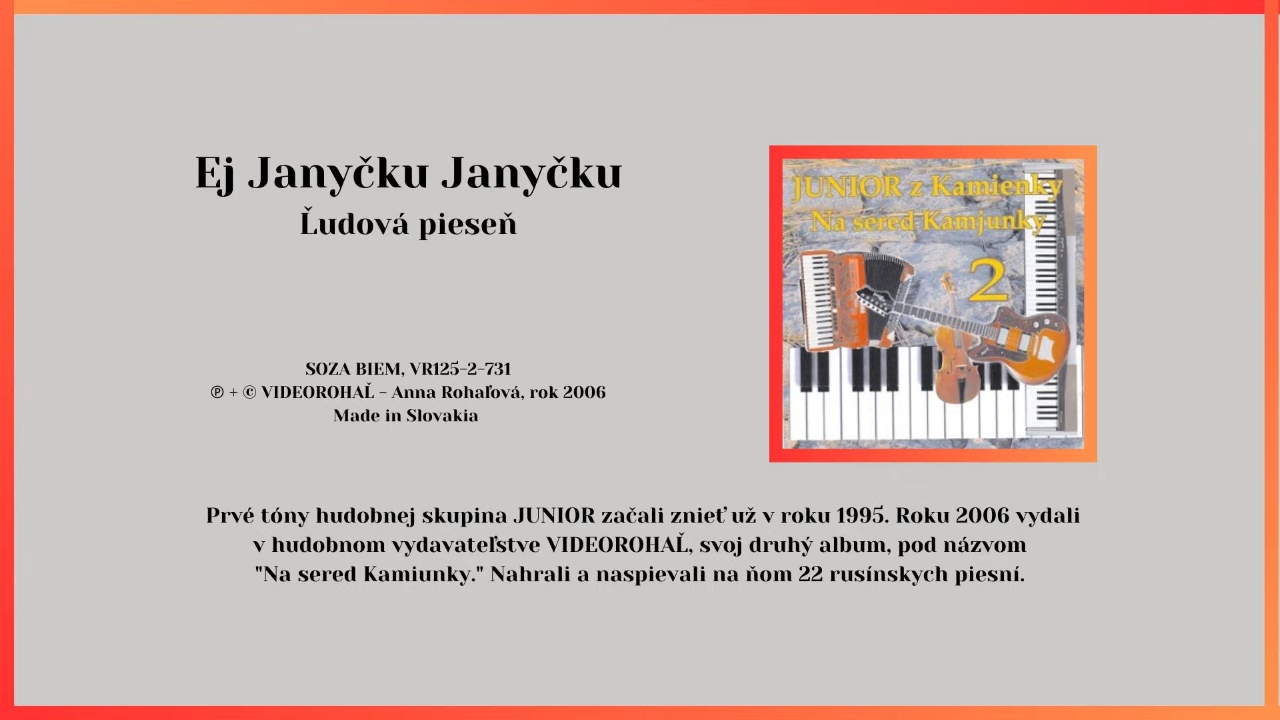 Ej Janyčku Janyčku
Ľudová pieseň
JUNIOR z Kamienky
Na sered Kamjunky
2
SOZA BIEM, VR125-2-731
℗ + © VIDEOROHAĽ - Anna Rohaľová, rok 2006
Made in Slovakia
Prvé tóny hudobnej skupina JUNIOR začali znieť už v roku 1995. Roku 2006 vydali
v hudobnom vydavateľstve VIDEOROHAĽ, svoj druhý album, pod názvom
"Na sered Kamiunky." Nahrali a naspievali na ňom 22 rusínskych piesní.